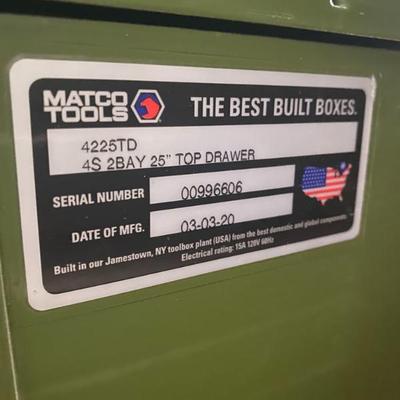 MATCO TOOLS THE BEST BUILT BOXES.
4225TD
4S 2BAY 25" TOP DRAWER
SERIAL NUMBER 00996606
DATE OF MFG. 03-03-20
Built in our Jamestown, NY toolbox plant (USA) from the best domestic and global components.
Electrical rating: 15A 120V 60Hz